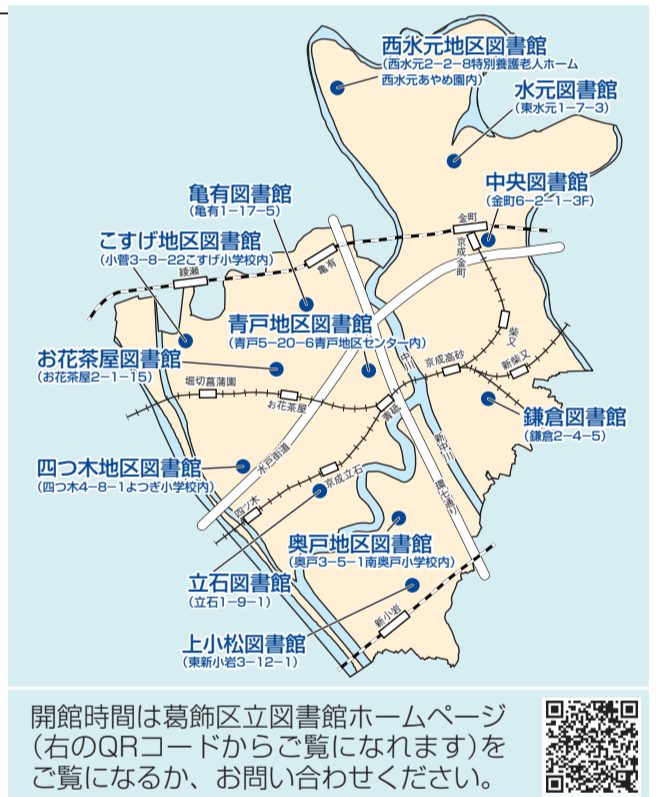 西水元地区図書館
(西水元2-2-8特別養護老人ホーム
西水元あやめ園内)
水元図書館
(東水元1-7-3)
亀有図書館
(亀有1-17-5)
中央図書館
(金町6-2-1-3F)
金町
京成金町
こすげ地区図書館
(小菅3-8-22こすげ小学校内)
綾瀬
亀有
青戸地区図書館
(青戸5-20-6青戸地区センター内)
中川
柴又
新柴又
京成高砂
お花茶屋図書館
(お花茶屋2-1-15)
堀切菖蒲園
お花茶屋
青砥
鎌倉図書館
(鎌倉2-4-5)
新中川
環七通り
水戸街道
四つ木地区図書館
(四つ木4-8-1よつぎ小学校内)
京成立石
四ツ木
奥戸地区図書館
(奥戸3-5-1南奥戸小学校内)
立石図書館
(立石1-9-1)
新小岩
上小松図書館
(東新小岩3-12-1)
開館時間は葛飾区立図書館ホームページ
(右のQRコードからご覧になれます)を
ご覧になるか、お問い合わせください。